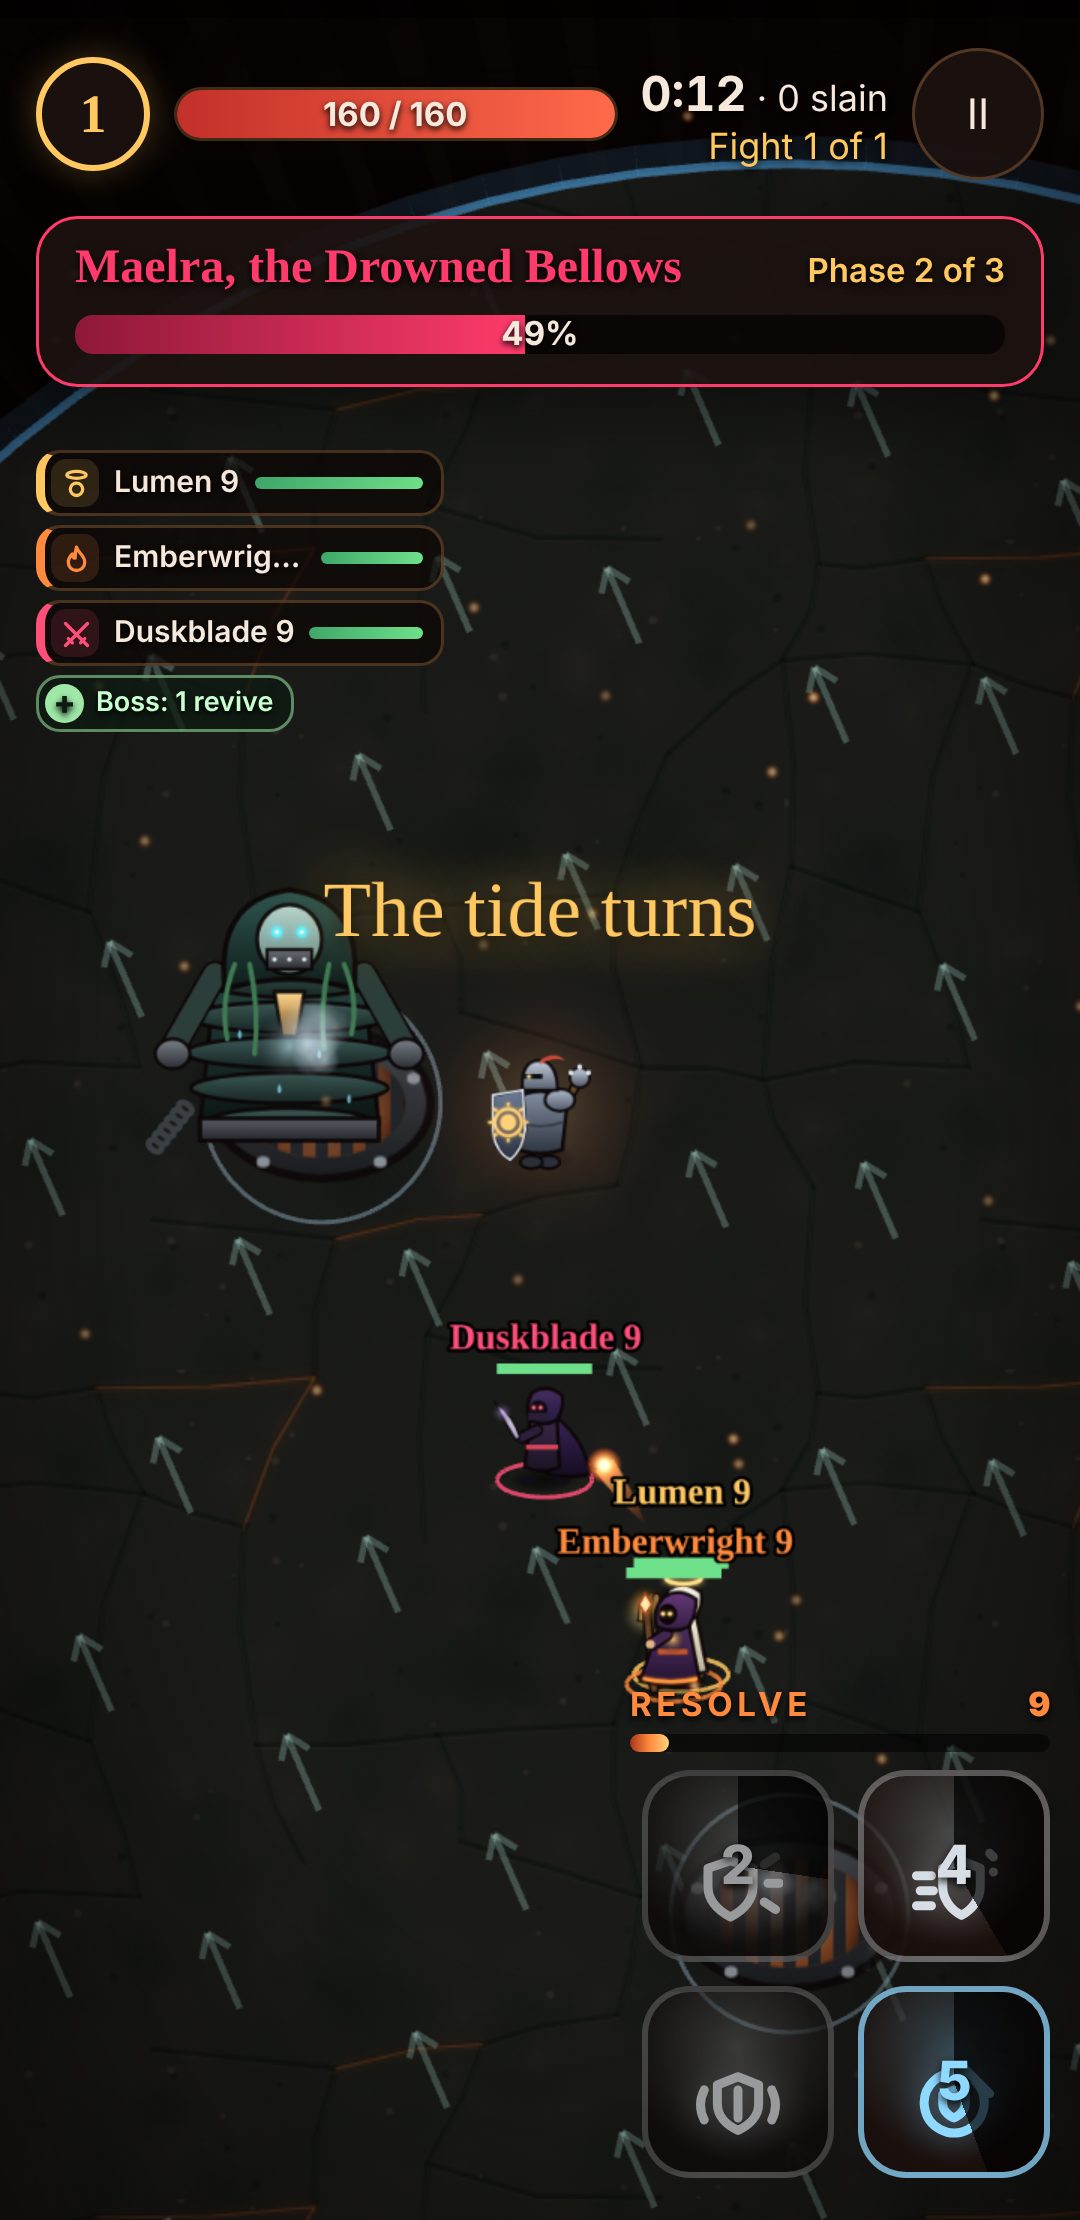 1
160 / 160
0:12 · 0 slain
Fight 1 of 1
Maelra, the Drowned Bellows
Phase 2 of 3
49%
Lumen 9
Emberwrig...
Duskblade 9
Boss: 1 revive
The tide turns
Duskblade 9
Lumen 9
Emberwright 9
RESOLVE 9
2
4
5